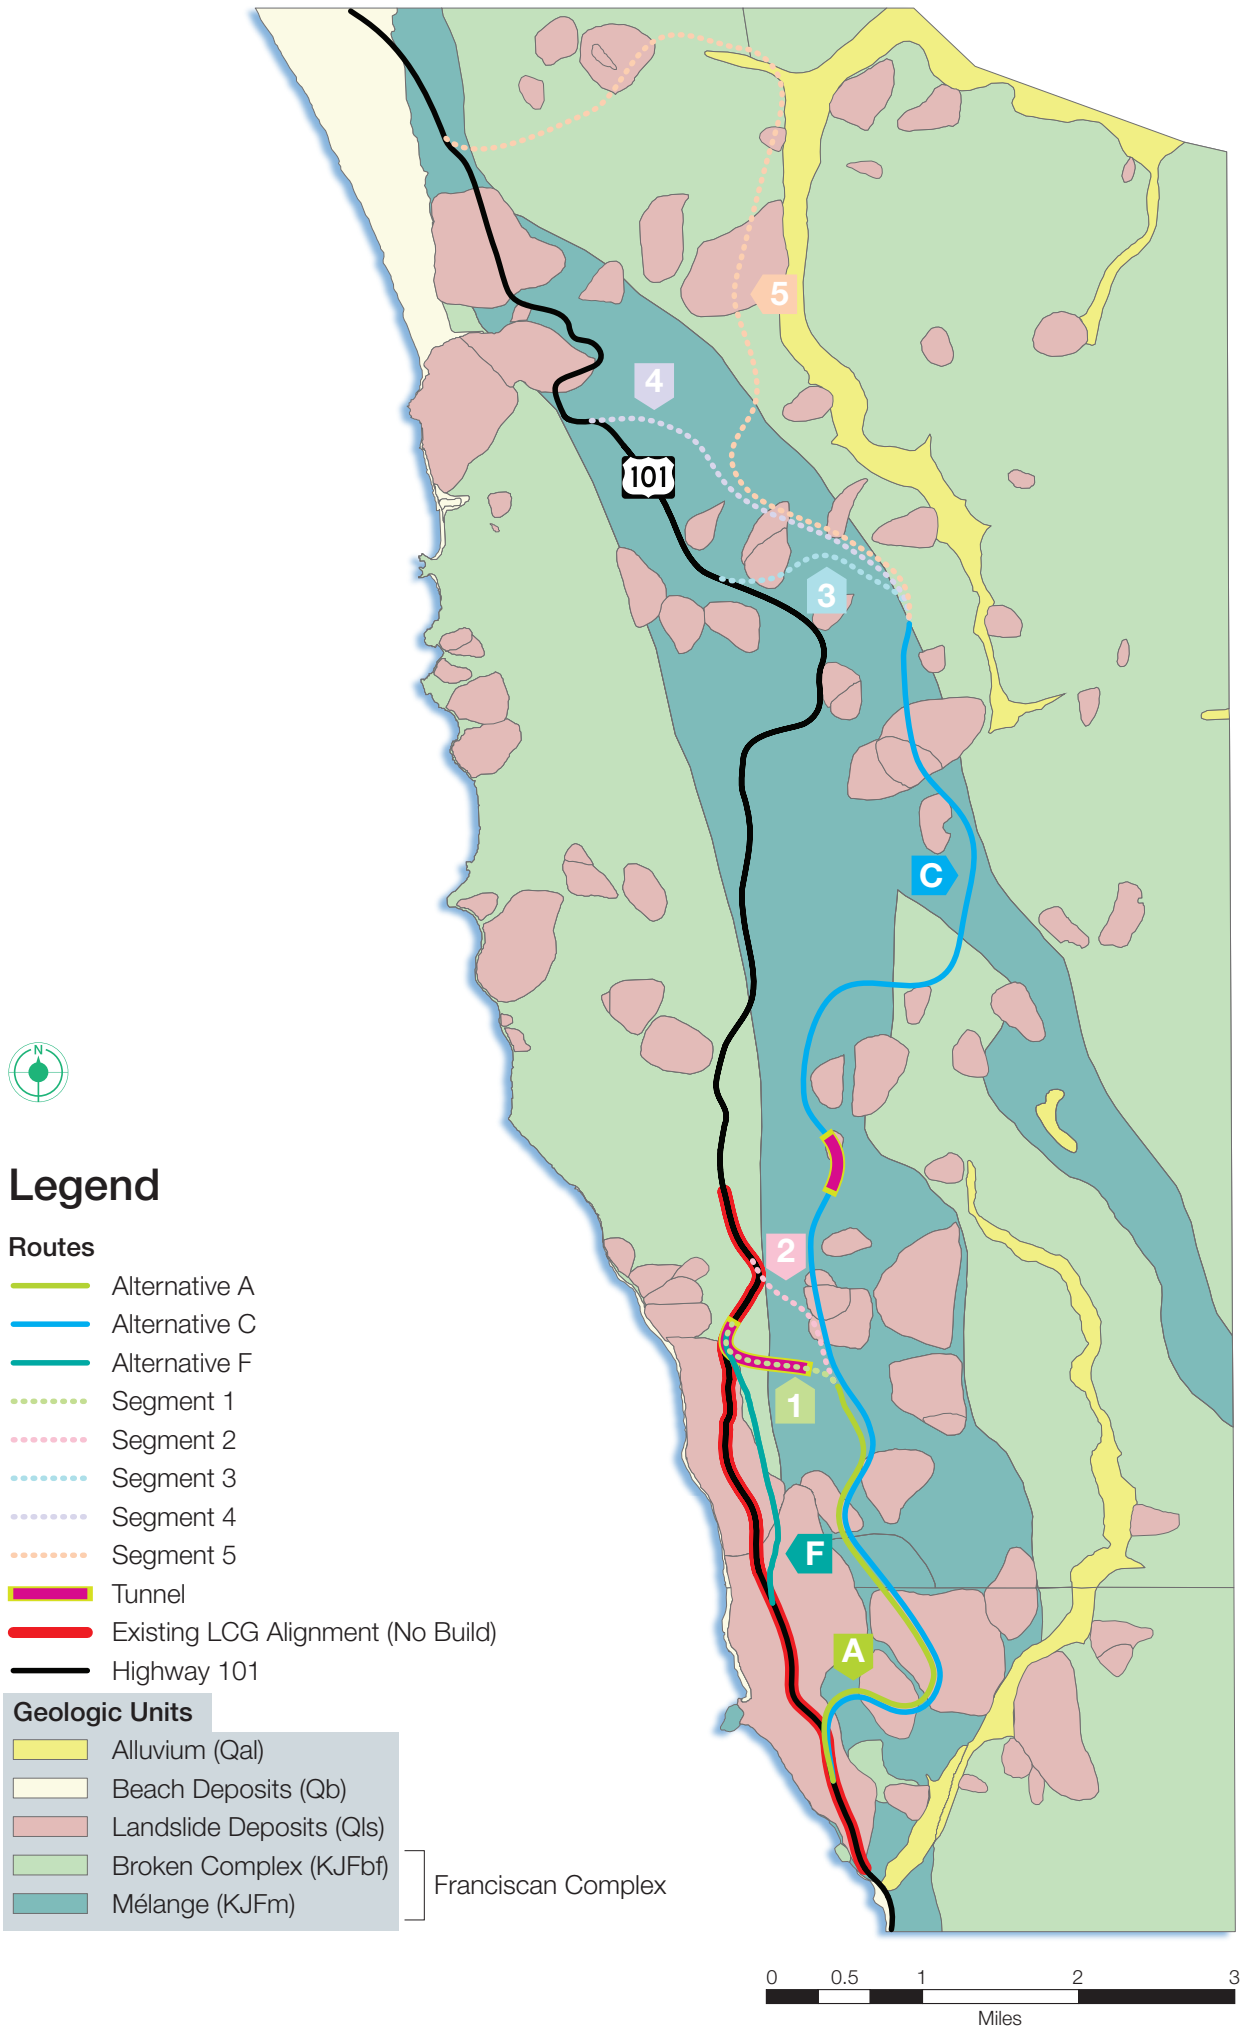 5
4
101
3
C
N
2
1
F
A
Legend
Routes
Alternative A
Alternative C
Alternative F
Segment 1
Segment 2
Segment 3
Segment 4
Segment 5
Tunnel
Existing LCG Alignment (No Build)
Highway 101
Geologic Units
Alluvium (Qal)
Beach Deposits (Qb)
Landslide Deposits (Qls)
Broken Complex (KJFbf)
Mélange (KJFm)
Franciscan Complex
0 0.5 1 2 3
Miles